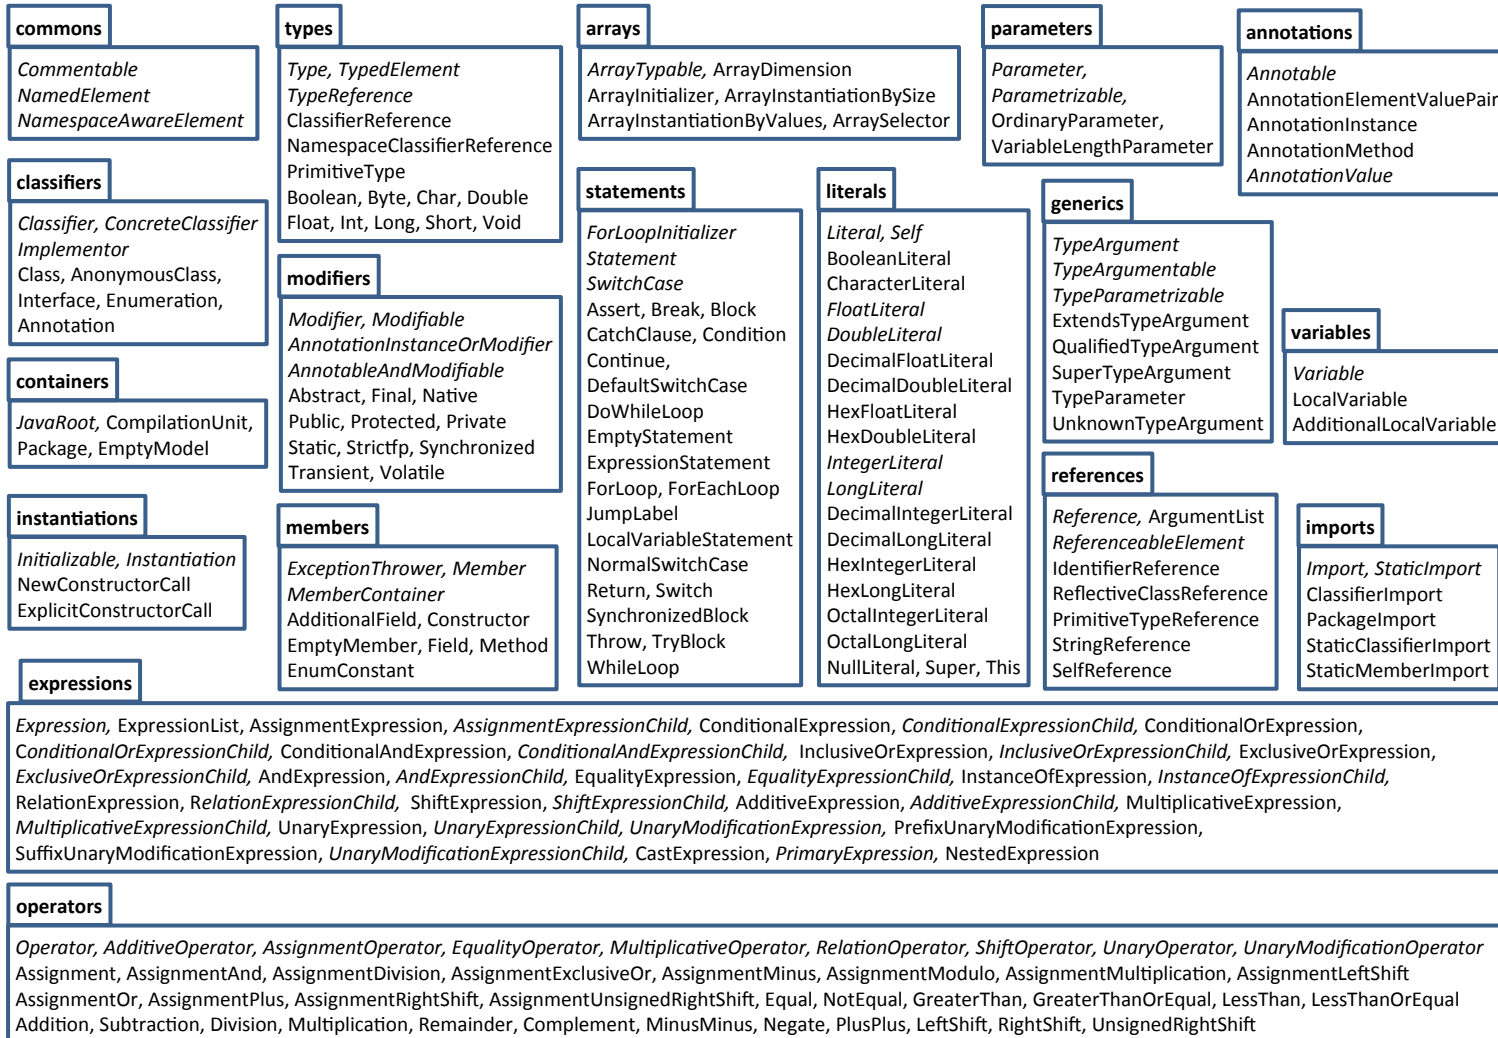 commons
Commentable
NamedElement
NamespaceAwareElement
types
Type, TypedElement
TypeReference
ClassifierReference
NamespaceClassifierReference
PrimitiveType
Boolean, Byte, Char, Double
Float, Int, Long, Short, Void
arrays
ArrayTypable, ArrayDimension
ArrayInitializer, ArrayInstantiationBySize
ArrayInstantiationByValues, ArraySelector
parameters
Parameter,
Parametrizable,
OrdinaryParameter,
VariableLengthParameter
annotations
Annotable
AnnotationElementValuePair
AnnotationInstance
AnnotationMethod
AnnotationValue
classifiers
Classifier, ConcreteClassifier
Implementor
Class, AnonymousClass,
Interface, Enumeration,
Annotation
modifiers
Modifier, Modifiable
AnnotationInstanceOrModifier
AnnotableAndModifiable
Abstract, Final, Native
Public, Protected, Private
Static, Strictfp, Synchronized
Transient, Volatile
statements
ForLoopInitializer
Statement
SwitchCase
Assert, Break, Block
CatchClause, Condition
Continue,
DefaultSwitchCase
DoWhileLoop
EmptyStatement
ExpressionStatement
ForLoop, ForEachLoop
JumpLabel
LocalVariableStatement
NormalSwitchCase
Return, Switch
SynchronizedBlock
Throw, TryBlock
WhileLoop
literals
Literal, Self
BooleanLiteral
CharacterLiteral
FloatLiteral
DoubleLiteral
DecimalFloatLiteral
DecimalDoubleLiteral
HexFloatLiteral
HexDoubleLiteral
IntegerLiteral
LongLiteral
DecimalIntegerLiteral
DecimalLongLiteral
HexIntegerLiteral
HexLongLiteral
OctalIntegerLiteral
OctalLongLiteral
NullLiteral, Super, This
generics
TypeArgument
TypeArgumentable
TypeParametrizable
ExtendsTypeArgument
QualifiedTypeArgument
SuperTypeArgument
TypeParameter
UnknownTypeArgument
variables
Variable
LocalVariable
AdditionalLocalVariable
containers
JavaRoot, CompilationUnit,
Package, EmptyModel
instantiations
Initializable, Instantiation
NewConstructorCall
ExplicitConstructorCall
members
ExceptionThrower, Member
MemberContainer
AdditionalField, Constructor
EmptyMember, Field, Method
EnumConstant
references
Reference, ArgumentList
ReferenceableElement
IdentifierReference
ReflectiveClassReference
PrimitiveTypeReference
StringReference
SelfReference
imports
Import, StaticImport
ClassifierImport
PackageImport
StaticClassifierImport
StaticMemberImport
expressions
Expression, ExpressionList, AssignmentExpression, AssignmentExpressionChild, ConditionalExpression, ConditionalExpressionChild, ConditionalOrExpression,
ConditionalOrExpressionChild, ConditionalAndExpression, ConditionalAndExpressionChild, InclusiveOrExpression, InclusiveOrExpressionChild, ExclusiveOrExpression,
ExclusiveOrExpressionChild, AndExpression, AndExpressionChild, EqualityExpression, EqualityExpressionChild, InstanceOfExpression, InstanceOfExpressionChild,
RelationExpression, RelationExpressionChild, ShiftExpression, ShiftExpressionChild, AdditiveExpression, AdditiveExpressionChild, MultiplicativeExpression,
MultiplicativeExpressionChild, UnaryExpression, UnaryExpressionChild, UnaryModificationExpression, PrefixUnaryModificationExpression,
SuffixUnaryModificationExpression, UnaryModificationExpressionChild, CastExpression, PrimaryExpression, NestedExpression
operators
Operator, AdditiveOperator, AssignmentOperator, EqualityOperator, MultiplicativeOperator, RelationOperator, ShiftOperator, UnaryOperator, UnaryModificationOperator
Assignment, AssignmentAnd, AssignmentDivision, AssignmentExclusiveOr, AssignmentMinus, AssignmentModulo, AssignmentMultiplication, AssignmentLeftShift
AssignmentOr, AssignmentPlus, AssignmentRightShift, AssignmentUnsignedRightShift, Equal, NotEqual, GreaterThan, GreaterThanOrEqual, LessThan, LessThanOrEqual
Addition, Subtraction, Division, Multiplication, Remainder, Complement, MinusMinus, Negate, PlusPlus, LeftShift, RightShift, UnsignedRightShift